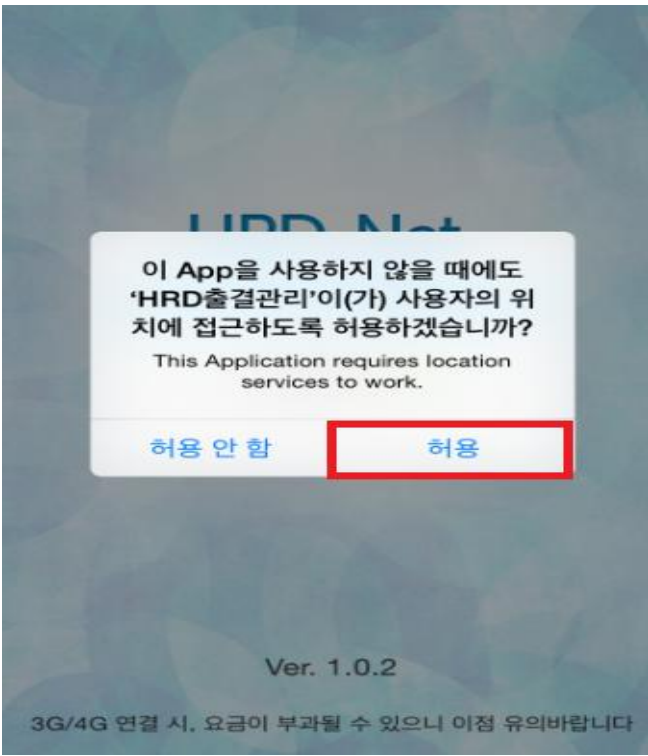 HRD-Net
이 App을 사용하지 않을 때에도
‘HRD출결관리’이(가) 사용자의 위
치에 접근하도록 허용하겠습니까?
This Application requires location
services to work.
허용 안 함
허용
Ver. 1.0.2
3G/4G 연결 시, 요금이 부과될 수 있으니 이점 유의바랍니다